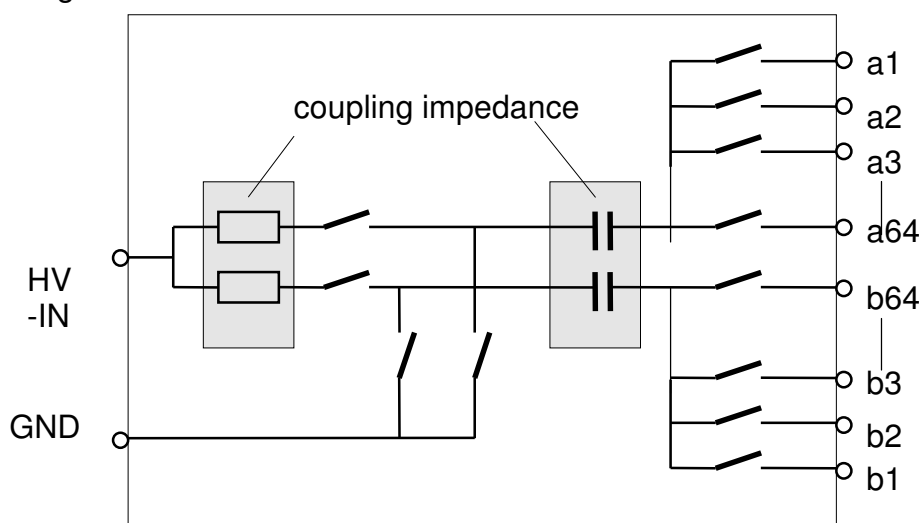 coupling impedance
HV
-IN
GND
a1
a2
a3
a64
b64
b3
b2
b1